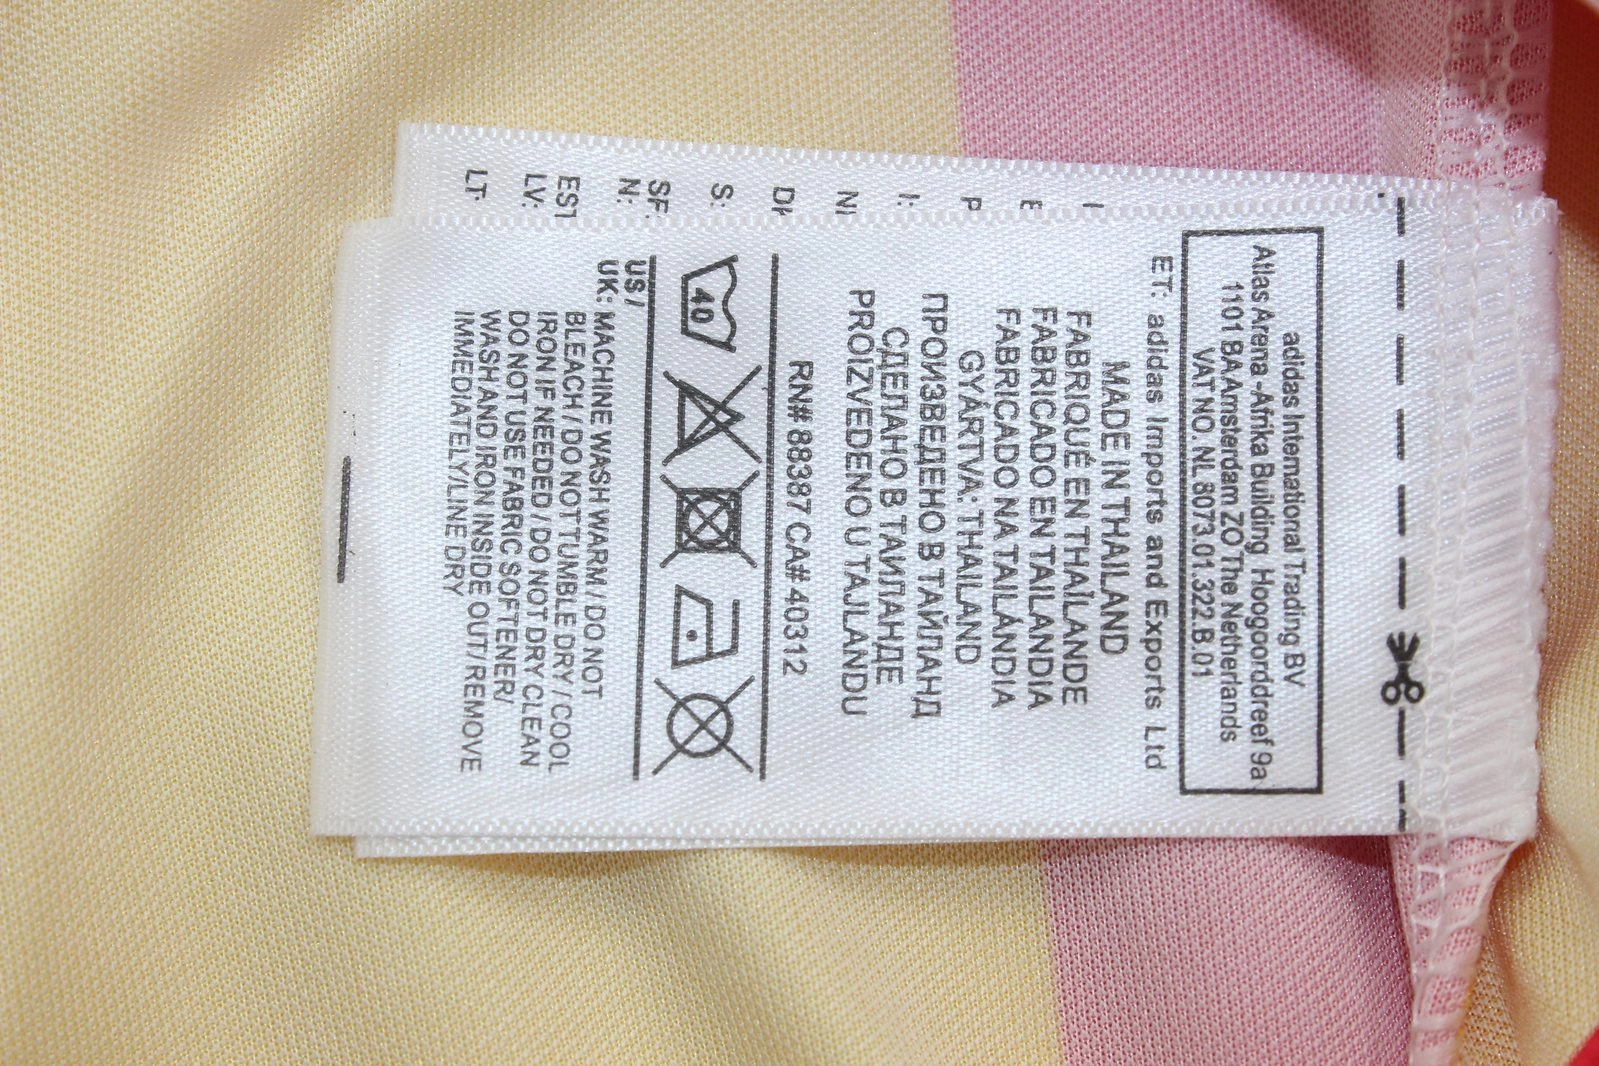 adidas International Trading BV
Atlas Arena -Afrika Building Hoogoorddreef 9a
1101 BA Amsterdam ZO The Netherlands
VAT NO. NL 8073.01.322.B.01
ET: adidas Imports and Exports Ltd
MADE IN THAILAND
FABRIQUÉ EN THAÏLANDE
FABRICADO EN TAILANDIA
FABRICADO NA TAILÁNDIA
GYÁRTVA: THAILAND
ПРОИЗВЕДЕНО В ТАЙЛАНД
СДЕЛАНО В ТАИЛАНДЕ
PROIZVEDENO U TAJLANDU
RN# 88387 CA# 40312
40
US /
UK: MACHINE WASH WARM / DO NOT
BLEACH / DO NOT TUMBLE DRY / COOL
IRON IF NEEDED / DO NOT DRY CLEAN
DO NOT USE FABRIC SOFTENER/
WASH AND IRON INSIDE OUT/ REMOVE
IMMEDIATELY/LINE DRY
I:
S:
SF:
N:
EST
LV:
LT